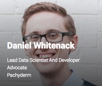 Daniel Whitenack
Lead Data Scientist And Developer
Advocate
Pachyderm